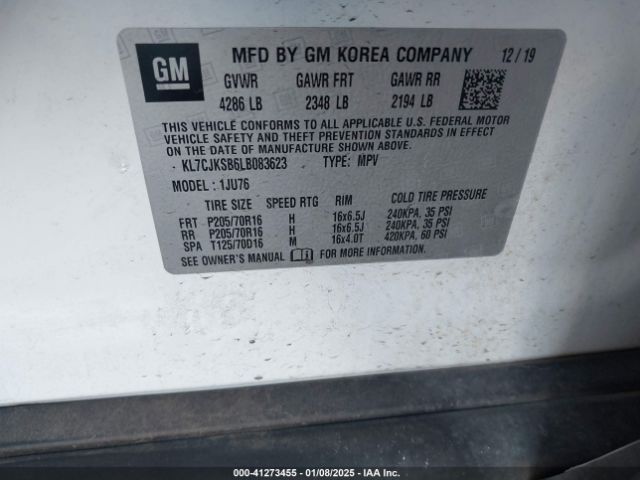 GM
MFD BY GM KOREA COMPANY 12/19
GVWR GAWR FRT GAWR RR
4286 LB 2348 LB 2194 LB
THIS VEHICLE CONFORMS TO ALL APPLICABLE U.S. FEDERAL MOTOR
VEHICLE SAFETY AND THEFT PREVENTION STANDARDS IN EFFECT
ON THE DATE OF MANUFACTURE SHOWN ABOVE.
KL7CJKSB6LB083623 TYPE: MPV
MODEL : 1JU76
TIRE SIZE SPEED RTG RIM COLD TIRE PRESSURE
FRT P205/70R16 H 16x6.5J 240KPA, 35 PSI
RR P205/70R16 H 16x6.5J 240KPA, 35 PSI
SPA T125/70D16 M 16x4.0T 420KPA, 60 PSI
SEE OWNER'S MANUAL FOR MORE INFORMATION.
000-41273455 - 01/08/2025 - IAA Inc.